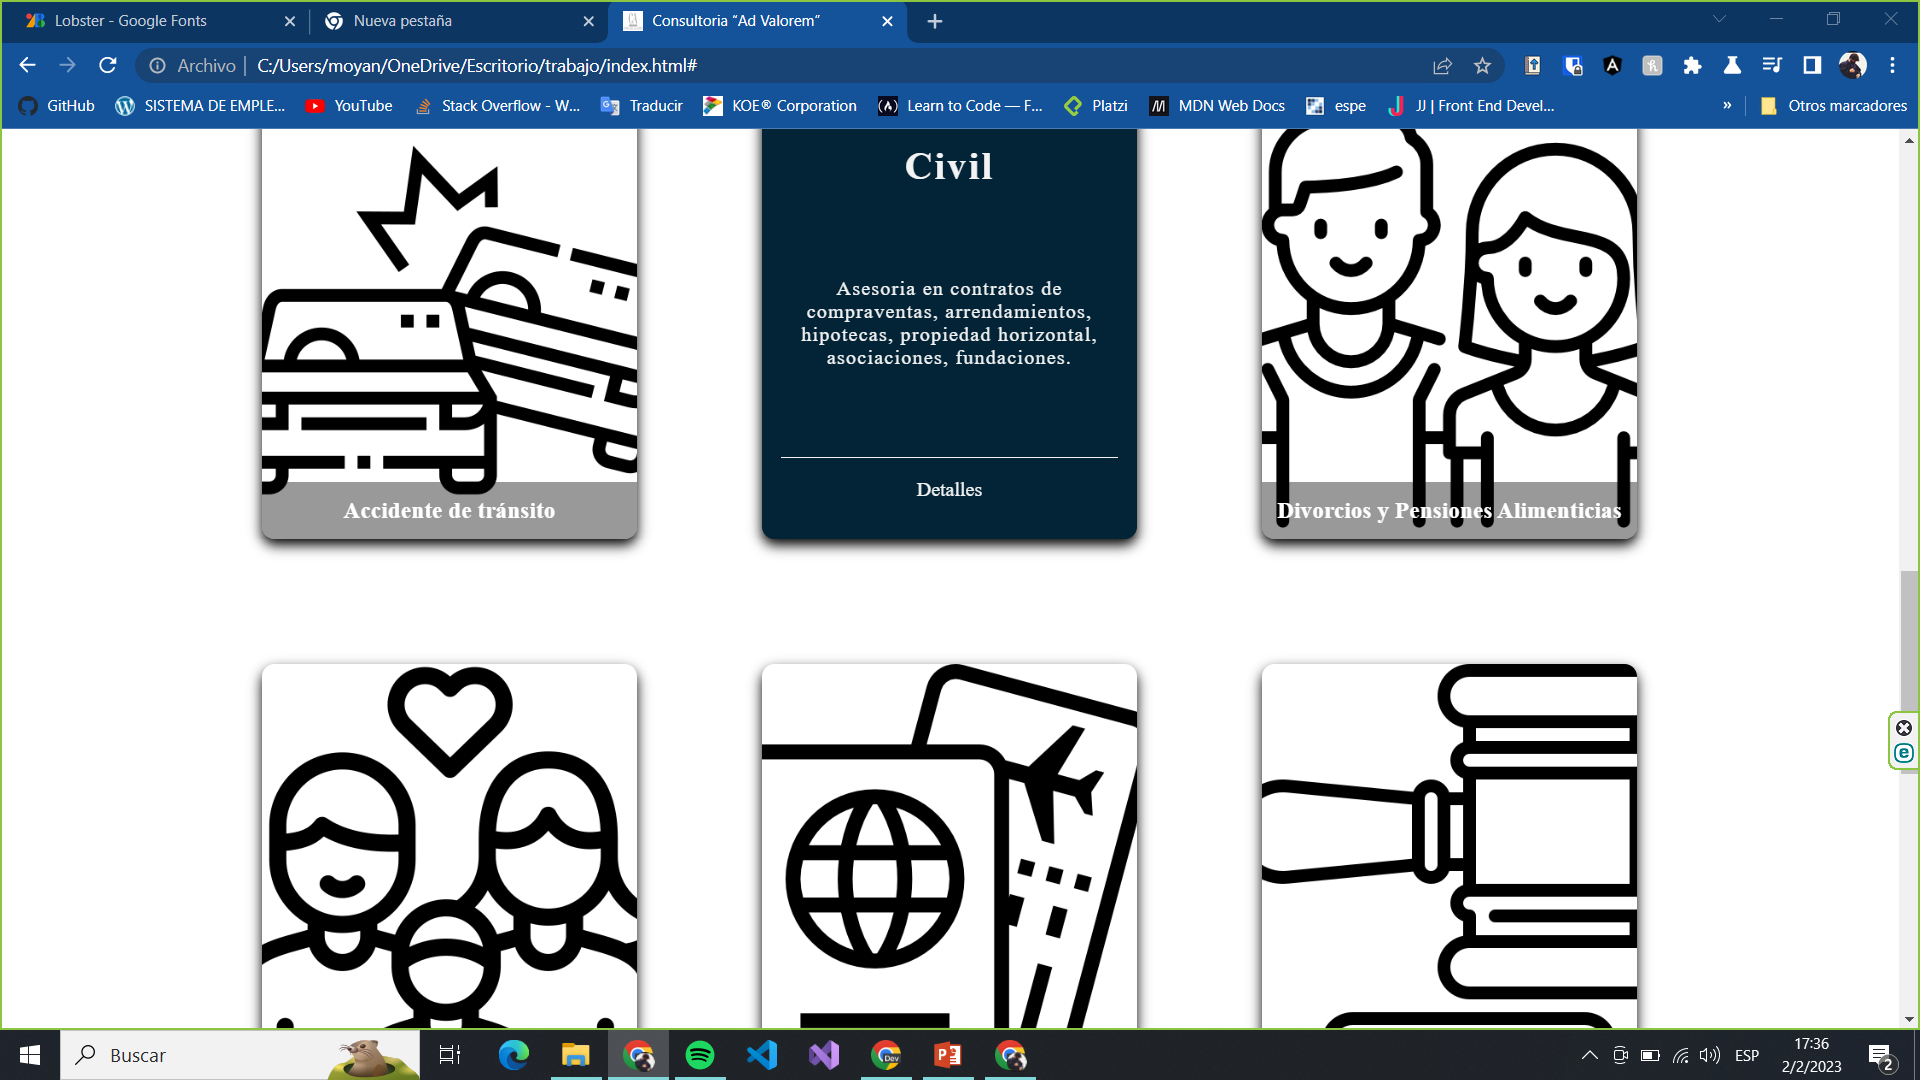 Lobster - Google Fonts
Nueva pestaña
Consultoria “Ad Valorem”
Archivo
C:/Users/moyan/OneDrive/Escritorio/trabajo/index.html#
GitHub
SISTEMA DE EMPLE...
YouTube
Stack Overflow - W...
Traducir
KOE® Corporation
Learn to Code — F...
Platzi
MDN Web Docs
espe
JJ | Front End Devel...
»
Otros marcadores
Civil
Asesoria en contratos de
compraventas, arrendamientos,
hipotecas, propiedad horizontal,
asociaciones, fundaciones.
Detalles
Accidente de tránsito
Divorcios y Pensiones Alimenticias
Buscar
Dev
ESP
17:36
2/2/2023
2